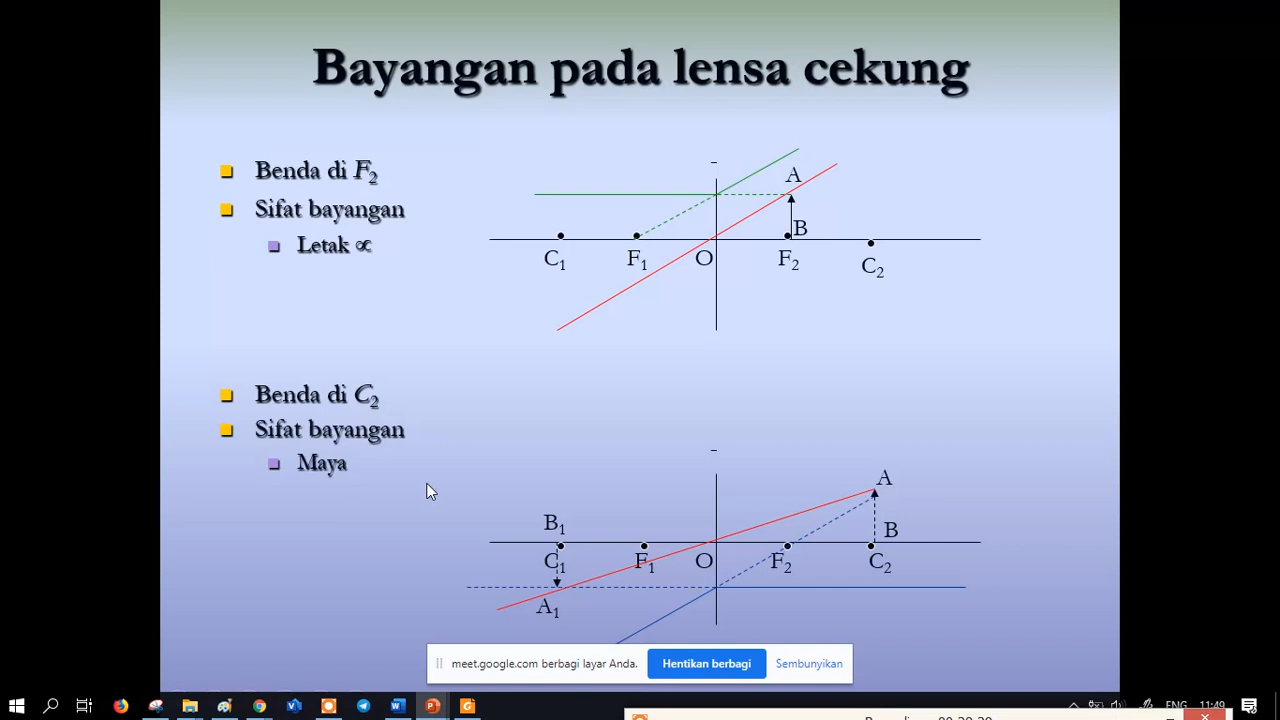 Bayangan pada lensa cekung
Benda di F₂
Sifat bayangan
Letak ∝
A
B
C₁
F₁
O
F₂
C₂
Benda di C₂
Sifat bayangan
Maya
A
B₁
B
C₁
F₁
O
F₂
C₂
A₁
meet.google.com berbagi layar Anda.
Hentikan berbagi
Sembunyikan
ENG
11:49